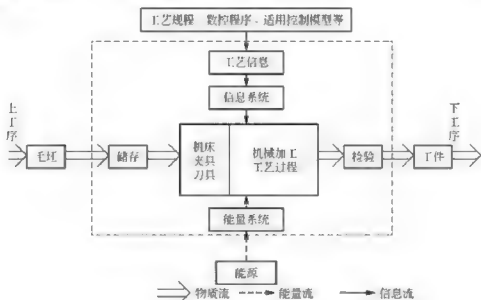 工艺规程 数控程序、适用控制模型等
工艺信息
信息系统
上工序
下工序
毛坯
储存
机床
夹具
刀具
机械加工
工艺过程
检验
工件
能量系统
能源
物质流
能量流
信息流